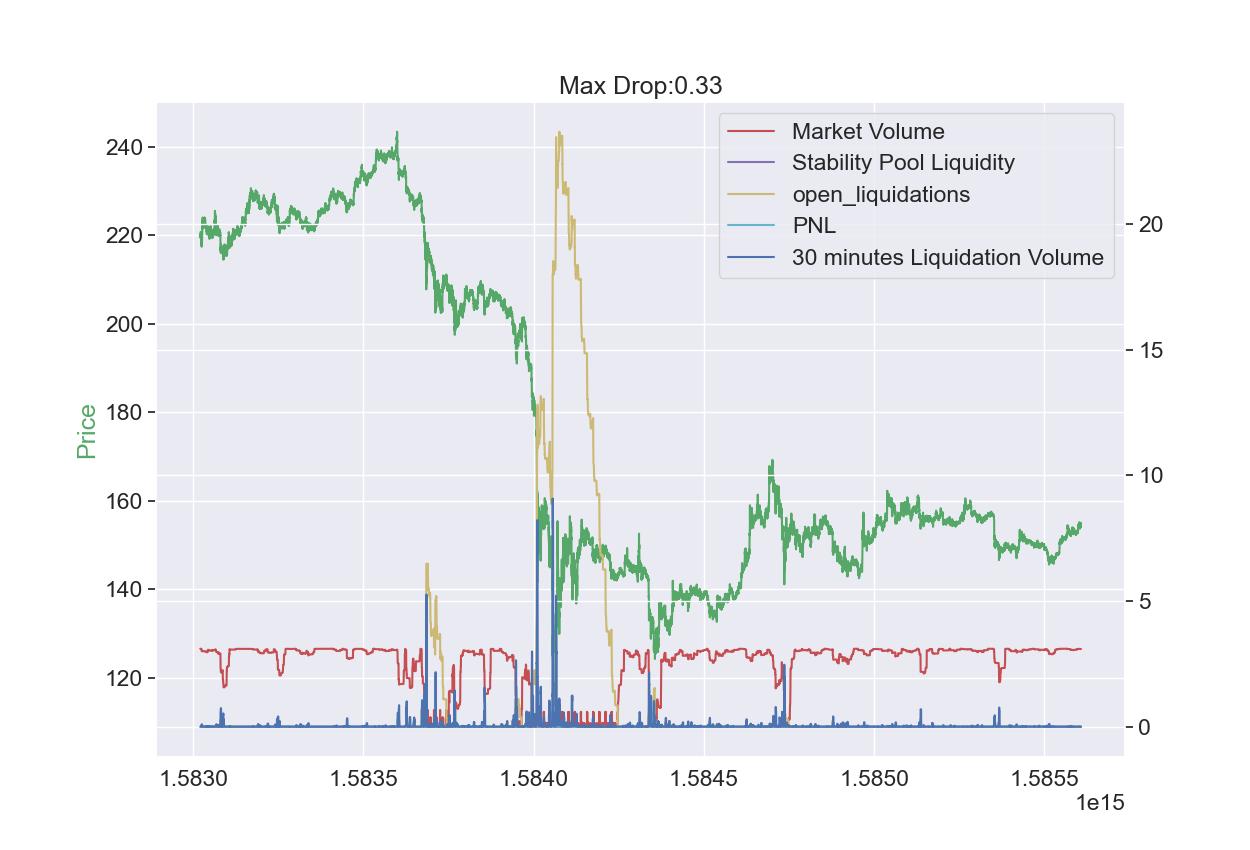 Max Drop:0.33
Market Volume
Stability Pool Liquidity
open_liquidations
PNL
30 minutes Liquidation Volume
Price
240
220
200
180
160
140
120
20
15
10
5
0
1.5830 1.5835 1.5840 1.5845 1.5850 1.5855
1e15